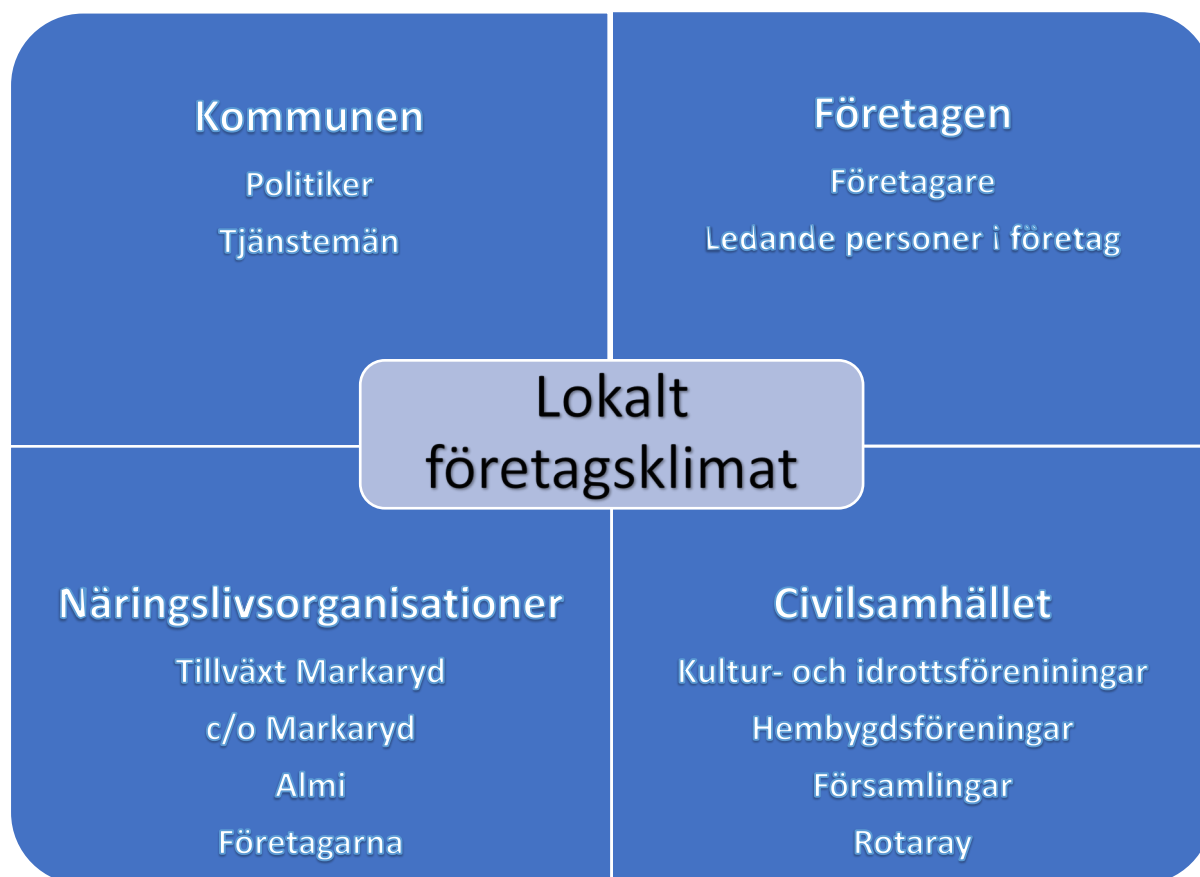 Kommunen
Politiker
Tjänstemän
Företagen
Företagare
Ledande personer i företag
Lokalt
företagsklimat
Näringslivsorganisationer
Tillväxt Markaryd
c/o Markaryd
Almi
Företagarna
Civilsamhället
Kultur- och idrottsföreniningar
Hembygdsföreningar
Församlingar
Rotaray